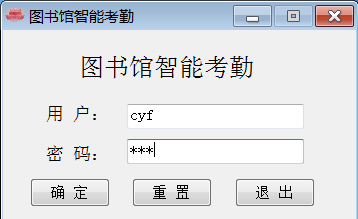 图书馆智能考勤
图书馆智能考勤
用 户： cyf
密 码： ***
确 定 重 置 退 出